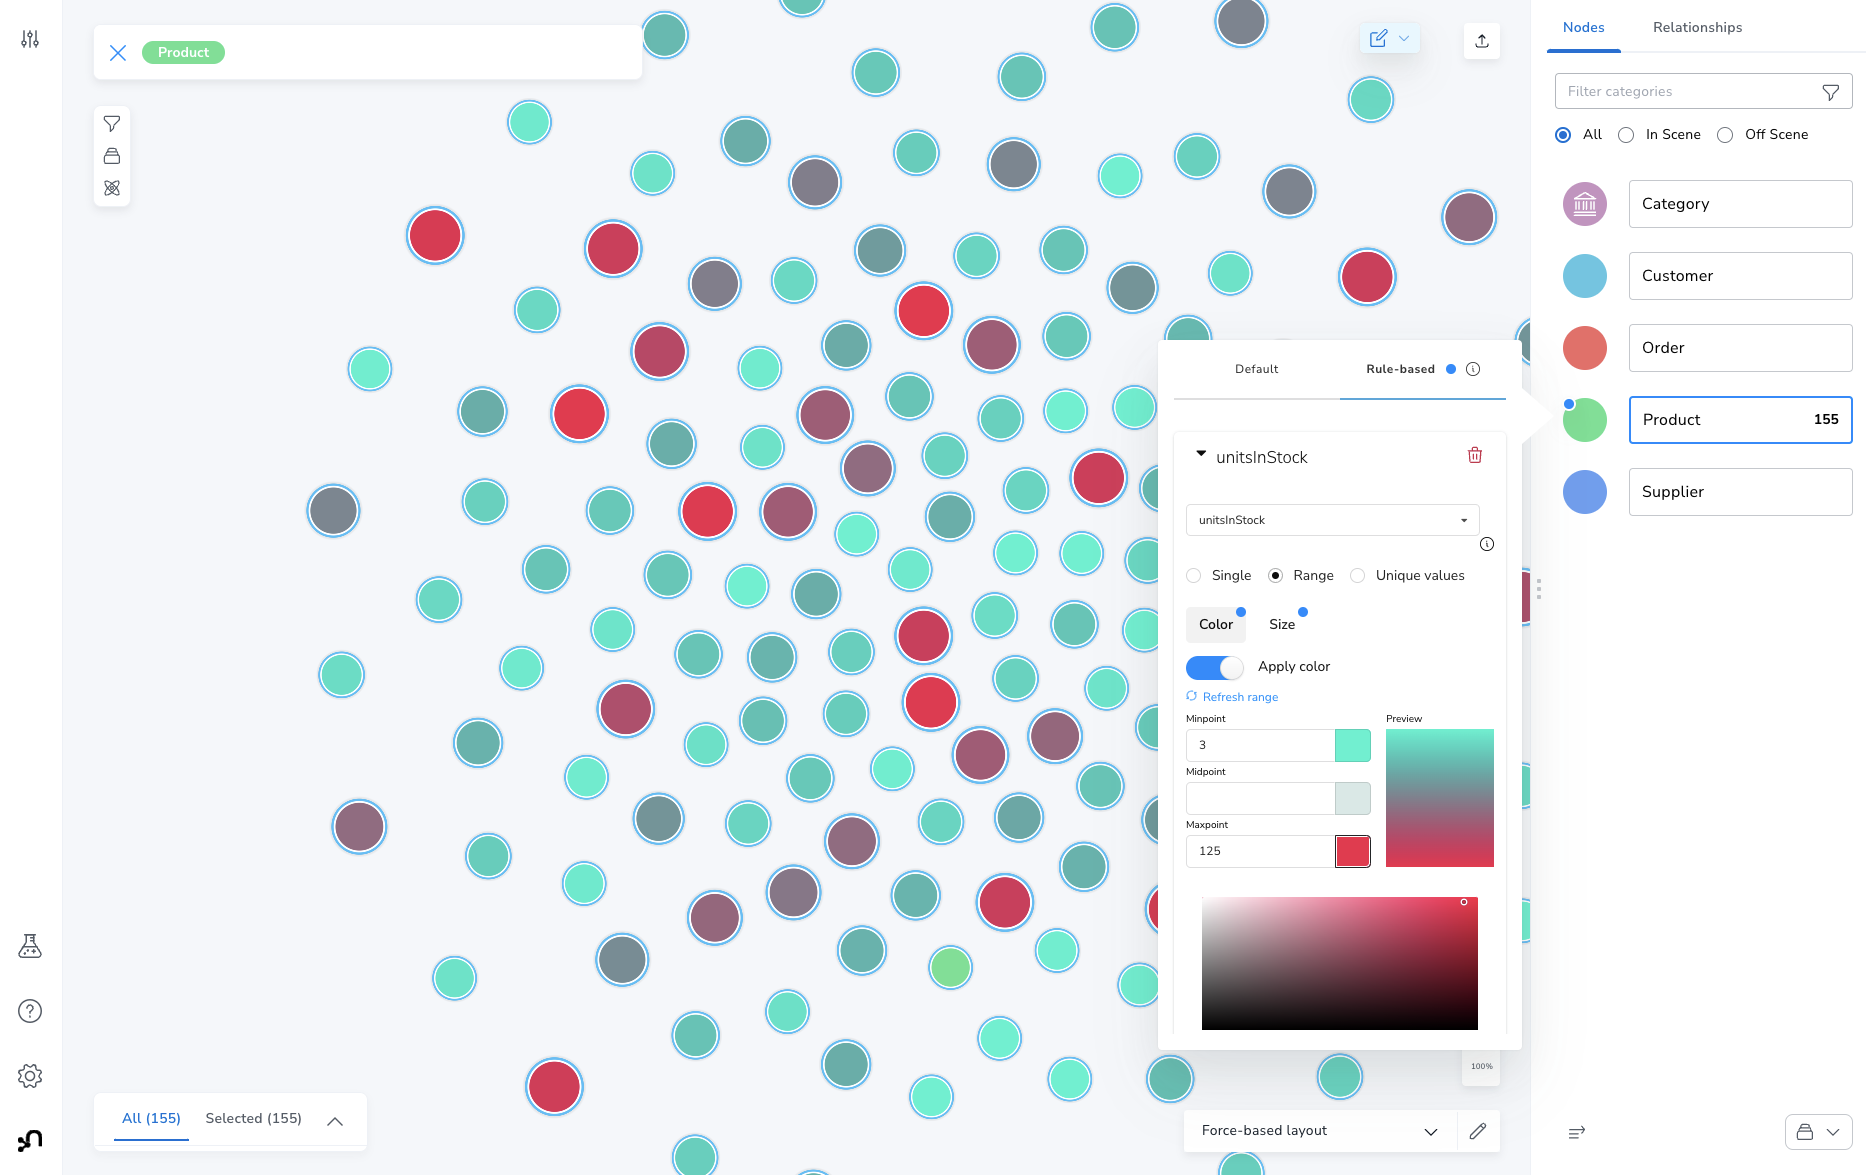 Product
Nodes
Relationships
Filter categories
All
In Scene
Off Scene
Category
Customer
Order
Product 155
Supplier
Default
Rule-based
unitsInStock
unitsInStock
Single
Range
Unique values
Color
Size
Apply color
Refresh range
Minpoint
Preview
3
Midpoint
Maxpoint
125
100%
All (155)
Selected (155)
Force-based layout